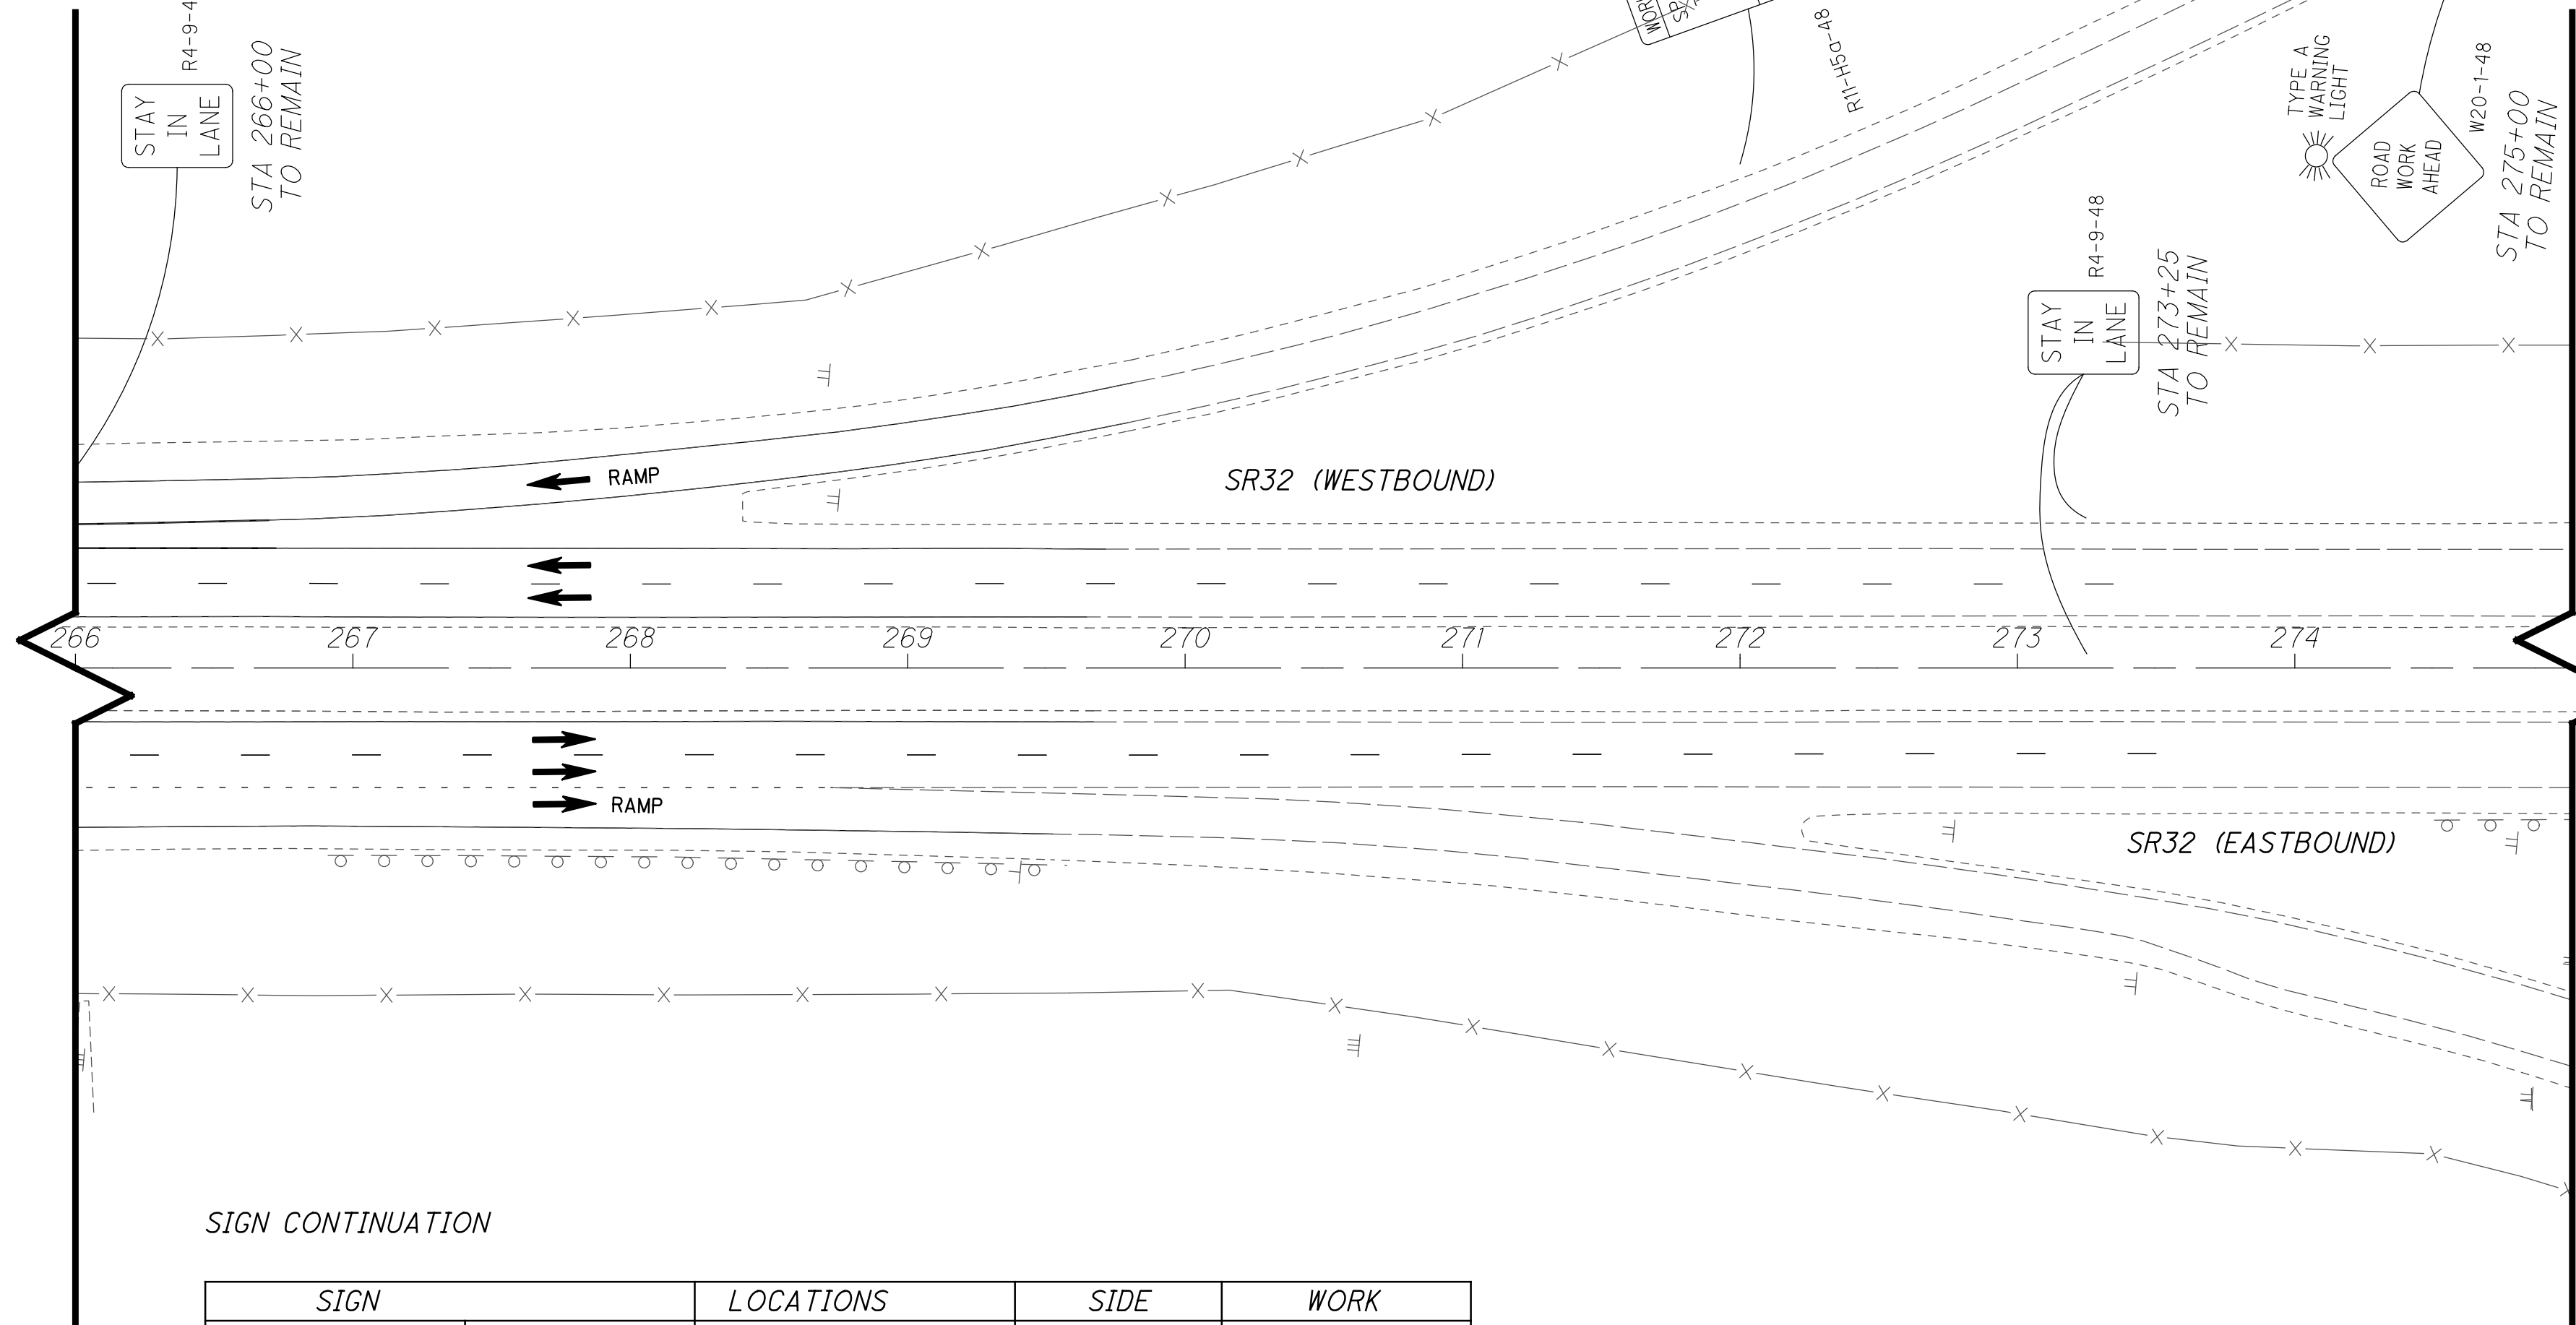 STAY
IN
LANE
STA 266+00
TO REMAIN
R11-H5a-48
TYPE A
WARNING
LIGHT
ROAD
WORK
AHEAD
W20-1-48
STA 275+00
TO REMAIN
STAY
IN
LANE
R4-9-48
STA 273+25
TO REMAIN
RAMP
SR32 (WESTBOUND)
266
267
268
269
270
271
272
273
274
RAMP
SR32 (EASTBOUND)
SIGN CONTINUATION
SIGN
LOCATIONS
SIDE
WORK